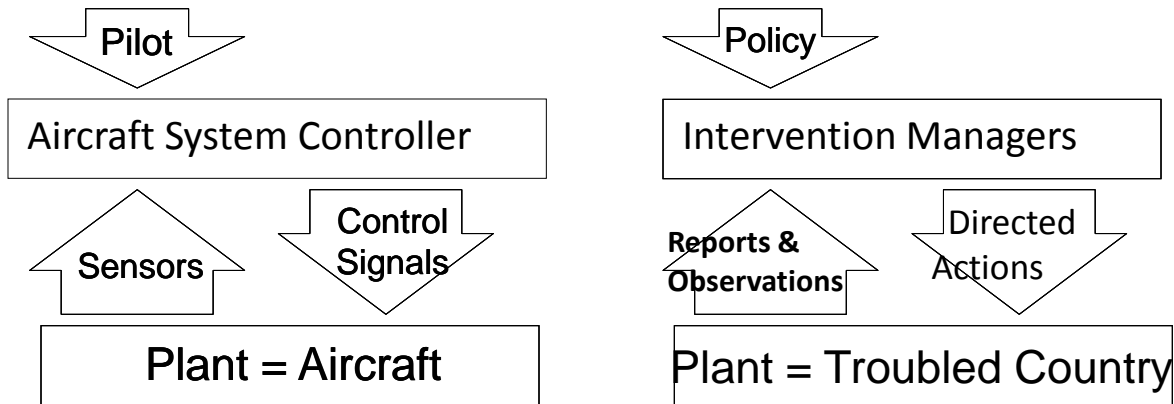 Pilot
Aircraft System Controller
Sensors
Control
Signals
Plant = Aircraft
Policy
Intervention Managers
Reports &
Observations
Directed
Actions
Plant = Troubled Country